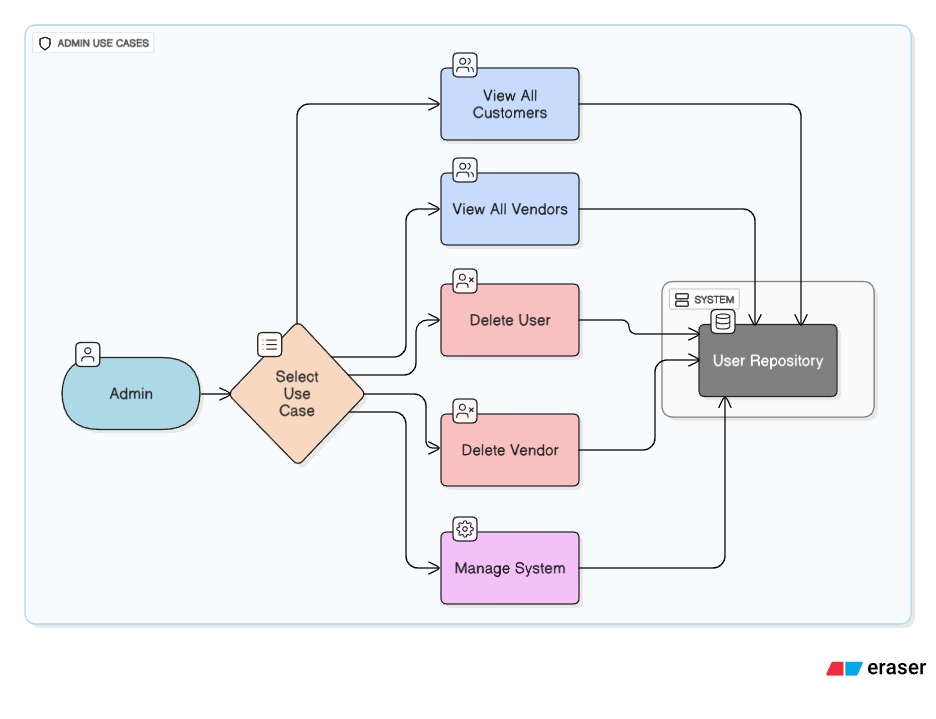 ADMIN USE CASES
View All
Customers
View All Vendors
Delete User
SYSTEM
User Repository
Admin
Select
Use
Case
Delete Vendor
Manage System
eraser